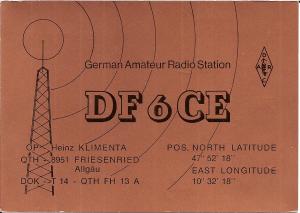 German Amateur Radio Station
DF6CE
OP - Heinz KLIMENTA
QTH - 8951 FRIESENRIED
Allgäu
DOK - T 14 - QTH FH 13 A
POS. NORTH LATITUDE
47° 52' 18"
EAST LONGITUDE
10° 32' 18"